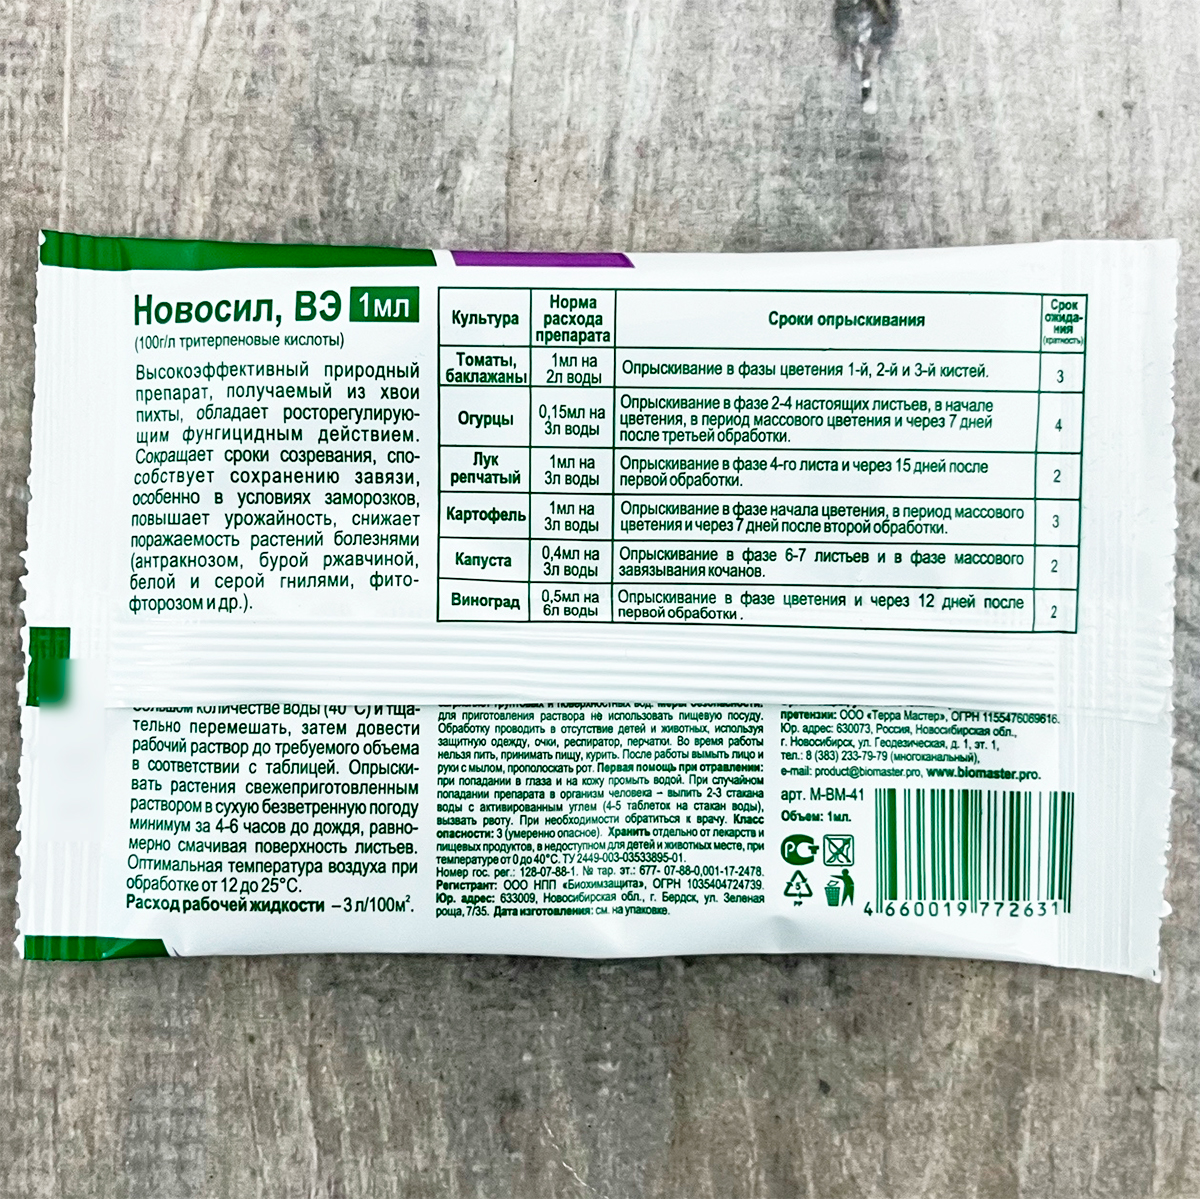 Новосил, ВЭ 1мл
(100г/л тритерпеновые кислоты)
Высокоэффективный природный
препарат, получаемый из хвои
пихты, обладает росторегулирую-
щим фунгицидным действием.
Сокращает сроки созревания, спо-
собствует сохранению завязи,
особенно в условиях заморозков,
повышает урожайность, снижает
поражаемость растений болезнями
(антракнозом, бурой ржавчиной,
белой и серой гнилями, фито-
фторозом и др.).
Культура Норма расхода препарата Сроки опрыскивания Срок ожида-ния (кратность)
Томаты, баклажаны 1мл на 2л воды Опрыскивание в фазы цветения 1-й, 2-й и 3-й кистей. 3
Огурцы 0,15мл на 3л воды Опрыскивание в фазе 2-4 настоящих листьев, в начале
цветения, в период массового цветения и через 7 дней
после третьей обработки. 4
Лук репчатый 1мл на 3л воды Опрыскивание в фазе 4-го листа и через 15 дней после
первой обработки. 2
Картофель 1мл на 3л воды Опрыскивание в фазе начала цветения, в период массового
цветения и через 7 дней после второй обработки. 3
Капуста 0,4мл на 3л воды Опрыскивание в фазе 6-7 листьев и в фазе массового
завязывания кочанов. 2
Виноград 0,5мл на 6л воды Опрыскивание в фазе цветения и через 12 дней после
первой обработки. 2
количестве воды (40°C) и тща-
тельно перемешать, затем довести
рабочий раствор до требуемого объема
в соответствии с таблицей. Опрыски-
вать растения свежеприготовленным
раствором в сухую безветренную погоду
минимум за 4-6 часов до дождя, равно-
мерно смачивая поверхность листьев.
Оптимальная температура воздуха при
обработке от 12 до 25°C.
Расход рабочей жидкости – 3 л/100м².
для приготовления раствора не использовать пищевую посуду.
Обработку проводить в отсутствие детей и животных, используя
защитную одежду, очки, респиратор, перчатки. Во время работы
нельзя пить, принимать пищу, курить. После работы вымыть лицо и
руки с мылом, прополоскать рот. Первая помощь при отравлении:
при попадании в глаза и на кожу промыть водой. При случайном
попадании препарата в организм человека – выпить 2-3 стакана
воды с активированным углем (4-5 таблеток на стакан воды),
вызвать рвоту. При необходимости обратиться к врачу. Класс
опасности: 3 (умеренно опасное). Хранить отдельно от лекарств и
пищевых продуктов, в недоступном для детей и животных месте, при
температуре от 0 до 40°C. ТУ 2449-003-03533895-01.
Номер гос. рег.: 128-07-88-1. № тар. эт.: 677- 07-88-0,001-17-2478.
Регистрант: ООО НПП «Биохимзащита», ОГРН 1035404724739.
Юр. адрес: 633009, Новосибирская обл., г. Бердск, ул. Зеленая
роща, 7/35. Дата изготовления: см. на упаковке.
претензии: ООО «Терра Мастер», ОГРН 1155476069616.
Юр. адрес: 630073, Россия, Новосибирская обл.,
г. Новосибирск, ул. Геодезическая, д. 1, эт. 1,
тел.: 8 (383) 233-79-79 (многоканальный),
e-mail: product@biomaster.pro, www.biomaster.pro.
арт. М-ВМ-41
Объем: 1мл.
РСТ
5
PP
4 660019 772631